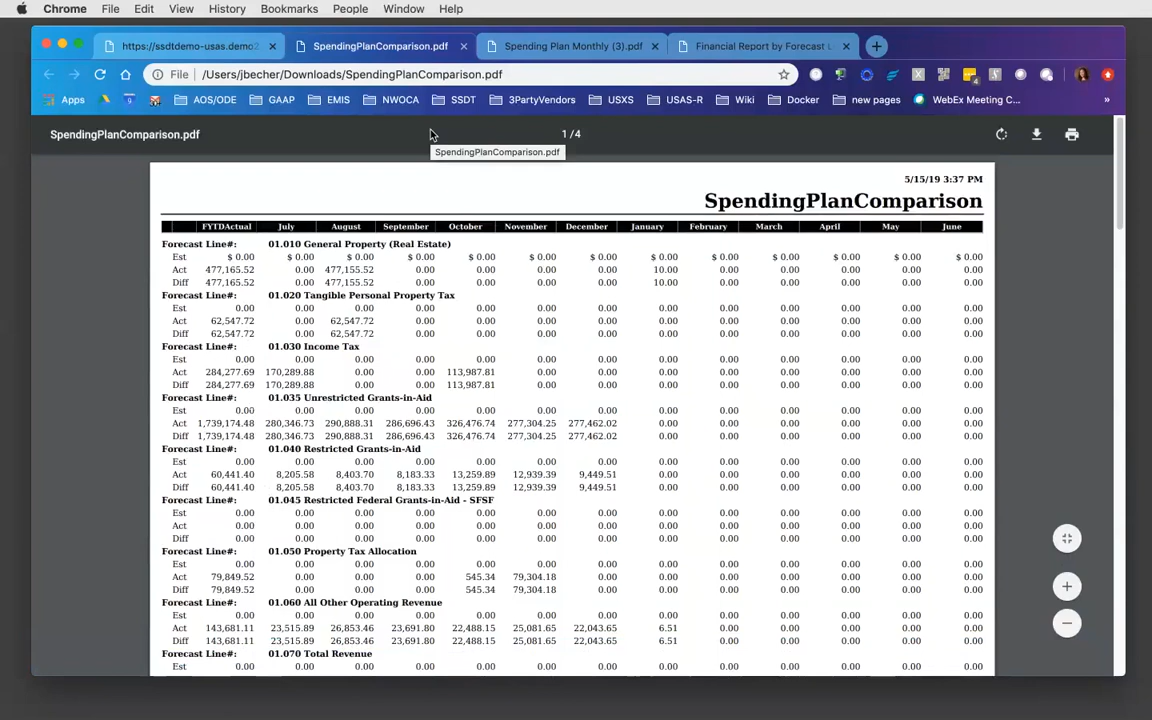 Chrome File Edit View History Bookmarks People Window Help
https://ssdtdemo-usas.demo2 SpendingPlanComparison.pdf Spending Plan Monthly (3).pdf Financial Report by Forecast L
File /Users/jbecher/Downloads/SpendingPlanComparison.pdf
Apps AOS/ODE GAAP EMIS NWOCA SSDT 3PartyVendors USXS USAS-R Wiki Docker new pages WebEx Meeting C... »
SpendingPlanComparison.pdf 1 / 4
SpendingPlanComparison.pdf
5/15/19 3:37 PM
SpendingPlanComparison
FYTDActual July August September October November December January February March April May June
Forecast Line#: 01.010 General Property (Real Estate)
Est $ 0.00 $ 0.00 $ 0.00 $ 0.00 $ 0.00 $ 0.00 $ 0.00 $ 0.00 $ 0.00 $ 0.00 $ 0.00 $ 0.00 $ 0.00
Act 477,165.52 0.00 477,155.52 0.00 0.00 0.00 0.00 10.00 0.00 0.00 0.00 0.00 0.00
Diff 477,165.52 0.00 477,155.52 0.00 0.00 0.00 0.00 10.00 0.00 0.00 0.00 0.00 0.00
Forecast Line#: 01.020 Tangible Personal Property Tax
Est 0.00 0.00 0.00 0.00 0.00 0.00 0.00 0.00 0.00 0.00 0.00 0.00 0.00
Act 62,547.72 0.00 62,547.72 0.00 0.00 0.00 0.00 0.00 0.00 0.00 0.00 0.00 0.00
Diff 62,547.72 0.00 62,547.72 0.00 0.00 0.00 0.00 0.00 0.00 0.00 0.00 0.00 0.00
Forecast Line#: 01.030 Income Tax
Est 0.00 0.00 0.00 0.00 0.00 0.00 0.00 0.00 0.00 0.00 0.00 0.00 0.00
Act 284,277.69 170,289.88 0.00 0.00 113,987.81 0.00 0.00 0.00 0.00 0.00 0.00 0.00 0.00
Diff 284,277.69 170,289.88 0.00 0.00 113,987.81 0.00 0.00 0.00 0.00 0.00 0.00 0.00 0.00
Forecast Line#: 01.035 Unrestricted Grants-in-Aid
Est 0.00 0.00 0.00 0.00 0.00 0.00 0.00 0.00 0.00 0.00 0.00 0.00 0.00
Act 1,739,174.48 280,346.73 290,888.31 286,696.43 326,476.74 277,304.25 277,462.02 0.00 0.00 0.00 0.00 0.00 0.00
Diff 1,739,174.48 280,346.73 290,888.31 286,696.43 326,476.74 277,304.25 277,462.02 0.00 0.00 0.00 0.00 0.00 0.00
Forecast Line#: 01.040 Restricted Grants-in-Aid
Est 0.00 0.00 0.00 0.00 0.00 0.00 0.00 0.00 0.00 0.00 0.00 0.00 0.00
Act 60,441.40 8,205.58 8,403.70 8,183.33 13,259.89 12,939.39 9,449.51 0.00 0.00 0.00 0.00 0.00 0.00
Diff 60,441.40 8,205.58 8,403.70 8,183.33 13,259.89 12,939.39 9,449.51 0.00 0.00 0.00 0.00 0.00 0.00
Forecast Line#: 01.045 Restricted Federal Grants-in-Aid - SFSF
Est 0.00 0.00 0.00 0.00 0.00 0.00 0.00 0.00 0.00 0.00 0.00 0.00 0.00
Act 0.00 0.00 0.00 0.00 0.00 0.00 0.00 0.00 0.00 0.00 0.00 0.00 0.00
Diff 0.00 0.00 0.00 0.00 0.00 0.00 0.00 0.00 0.00 0.00 0.00 0.00 0.00
Forecast Line#: 01.050 Property Tax Allocation
Est 0.00 0.00 0.00 0.00 0.00 0.00 0.00 0.00 0.00 0.00 0.00 0.00 0.00
Act 79,849.52 0.00 0.00 0.00 545.34 79,304.18 0.00 0.00 0.00 0.00 0.00 0.00 0.00
Diff 79,849.52 0.00 0.00 0.00 545.34 79,304.18 0.00 0.00 0.00 0.00 0.00 0.00 0.00
Forecast Line#: 01.060 All Other Operating Revenue
Est 0.00 0.00 0.00 0.00 0.00 0.00 0.00 0.00 0.00 0.00 0.00 0.00 0.00
Act 143,681.11 23,515.89 26,853.46 23,691.80 22,488.15 25,081.65 22,043.65 6.51 0.00 0.00 0.00 0.00 0.00
Diff 143,681.11 23,515.89 26,853.46 23,691.80 22,488.15 25,081.65 22,043.65 6.51 0.00 0.00 0.00 0.00 0.00
Forecast Line#: 01.070 Total Revenue
Est 0.00 0.00 0.00 0.00 0.00 0.00 0.00 0.00 0.00 0.00 0.00 0.00 0.00